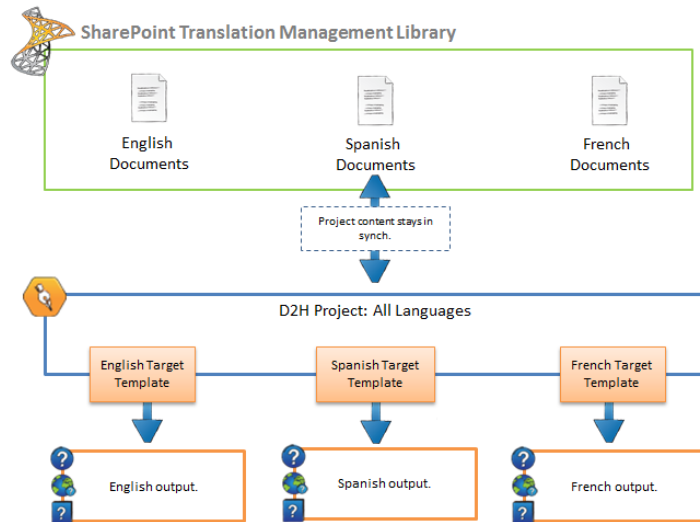 SharePoint Translation Management Library
English
Documents
Spanish
Documents
French
Documents
Project content stays in
synch.
D2H Project: All Languages
English Target
Template
Spanish Target
Template
French Target
Template
?
?
English output.
?
?
Spanish output.
?
?
French output.